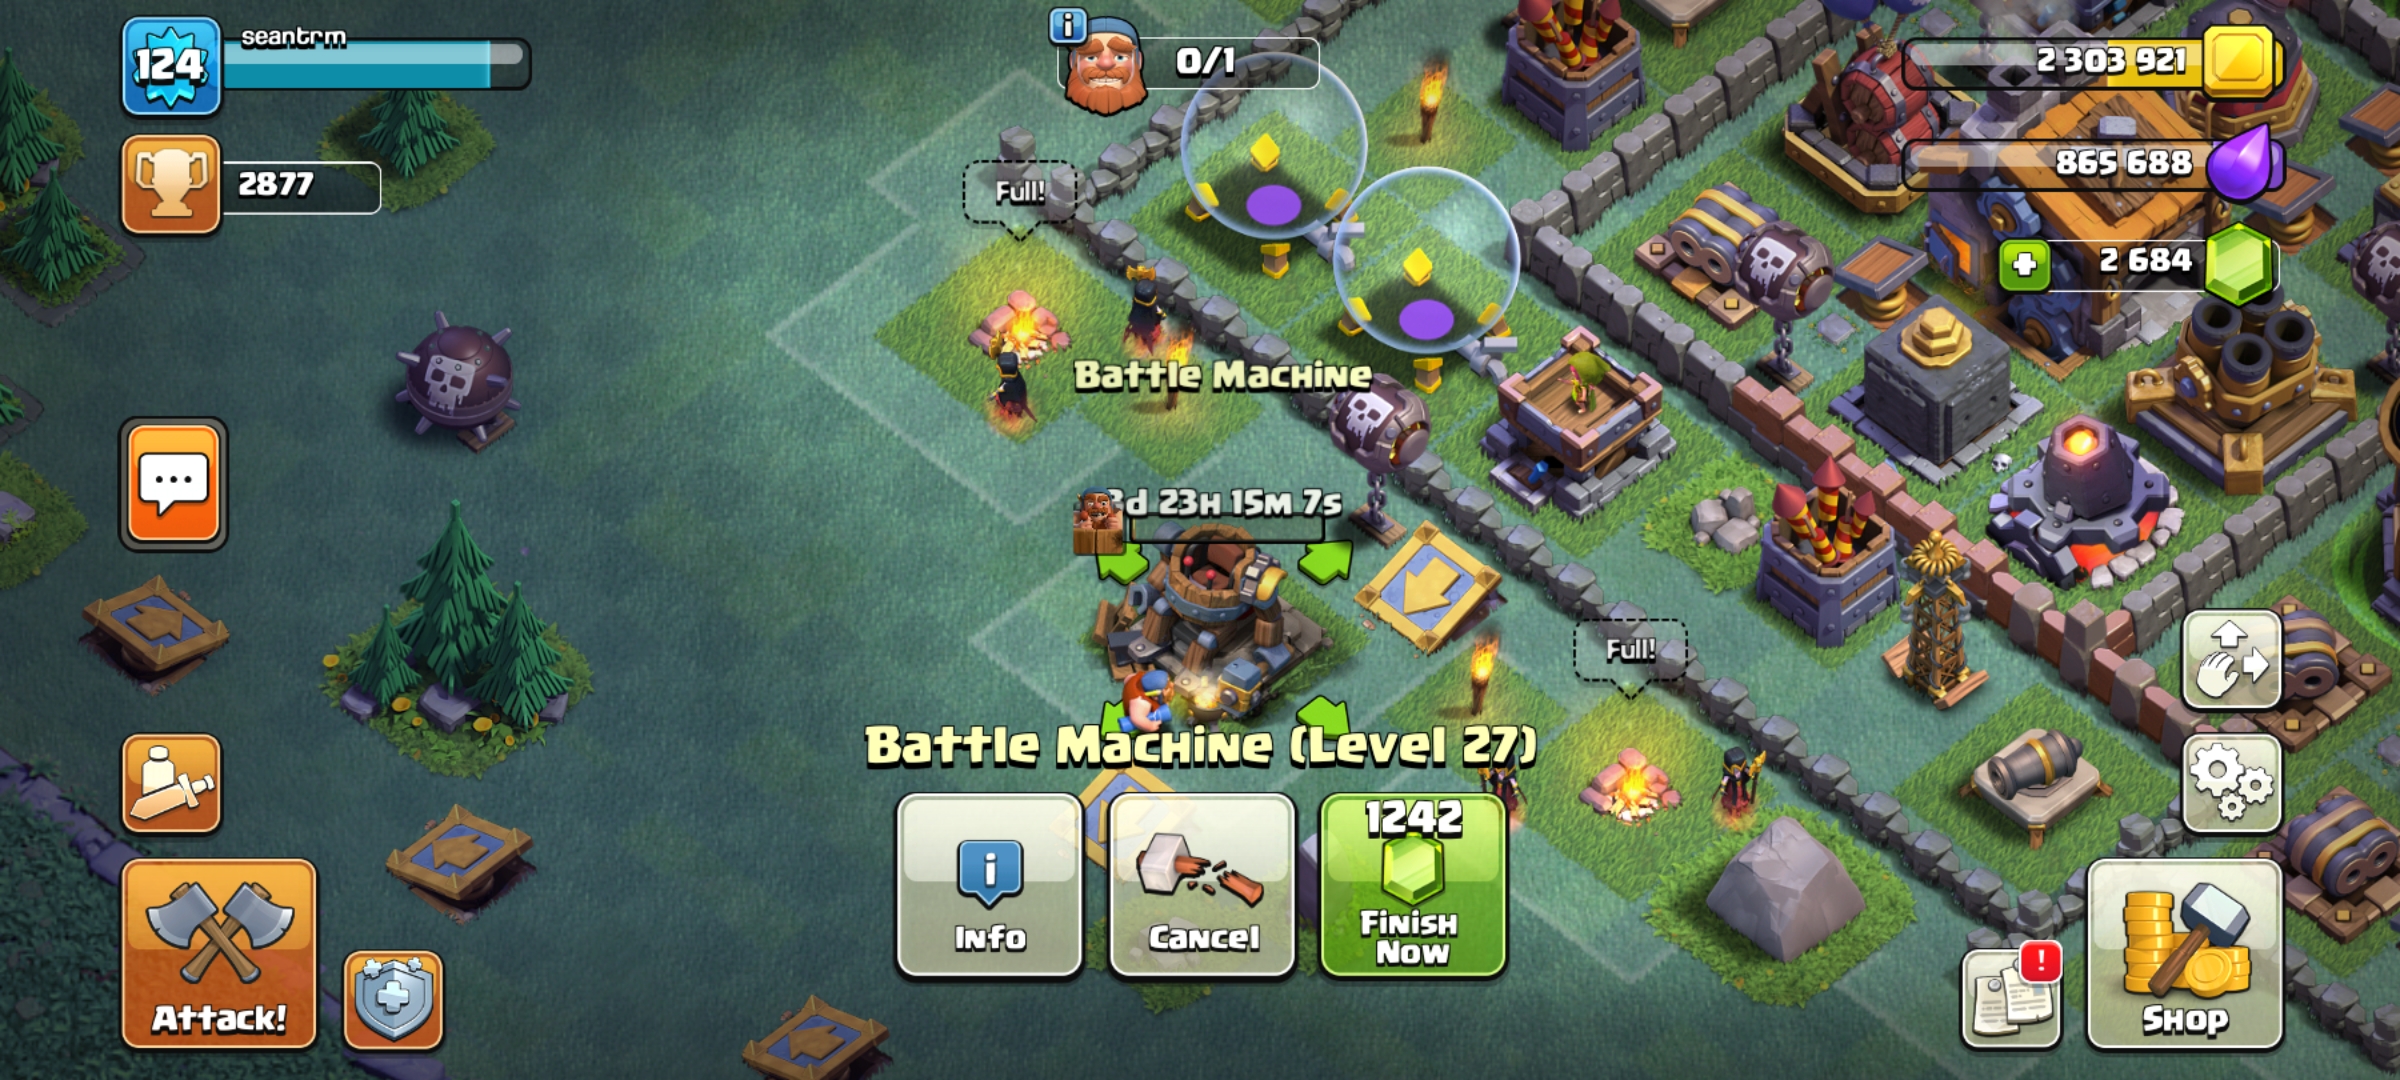 124
seantrm
0/1
2 303 921
2877
865 688
2 684
Full!
Battle Machine
d 23H 15M 7s
Full!
Battle Machine (Level 27)
Info
Cancel
1242
Finish
Now
Attack!
!
Shop